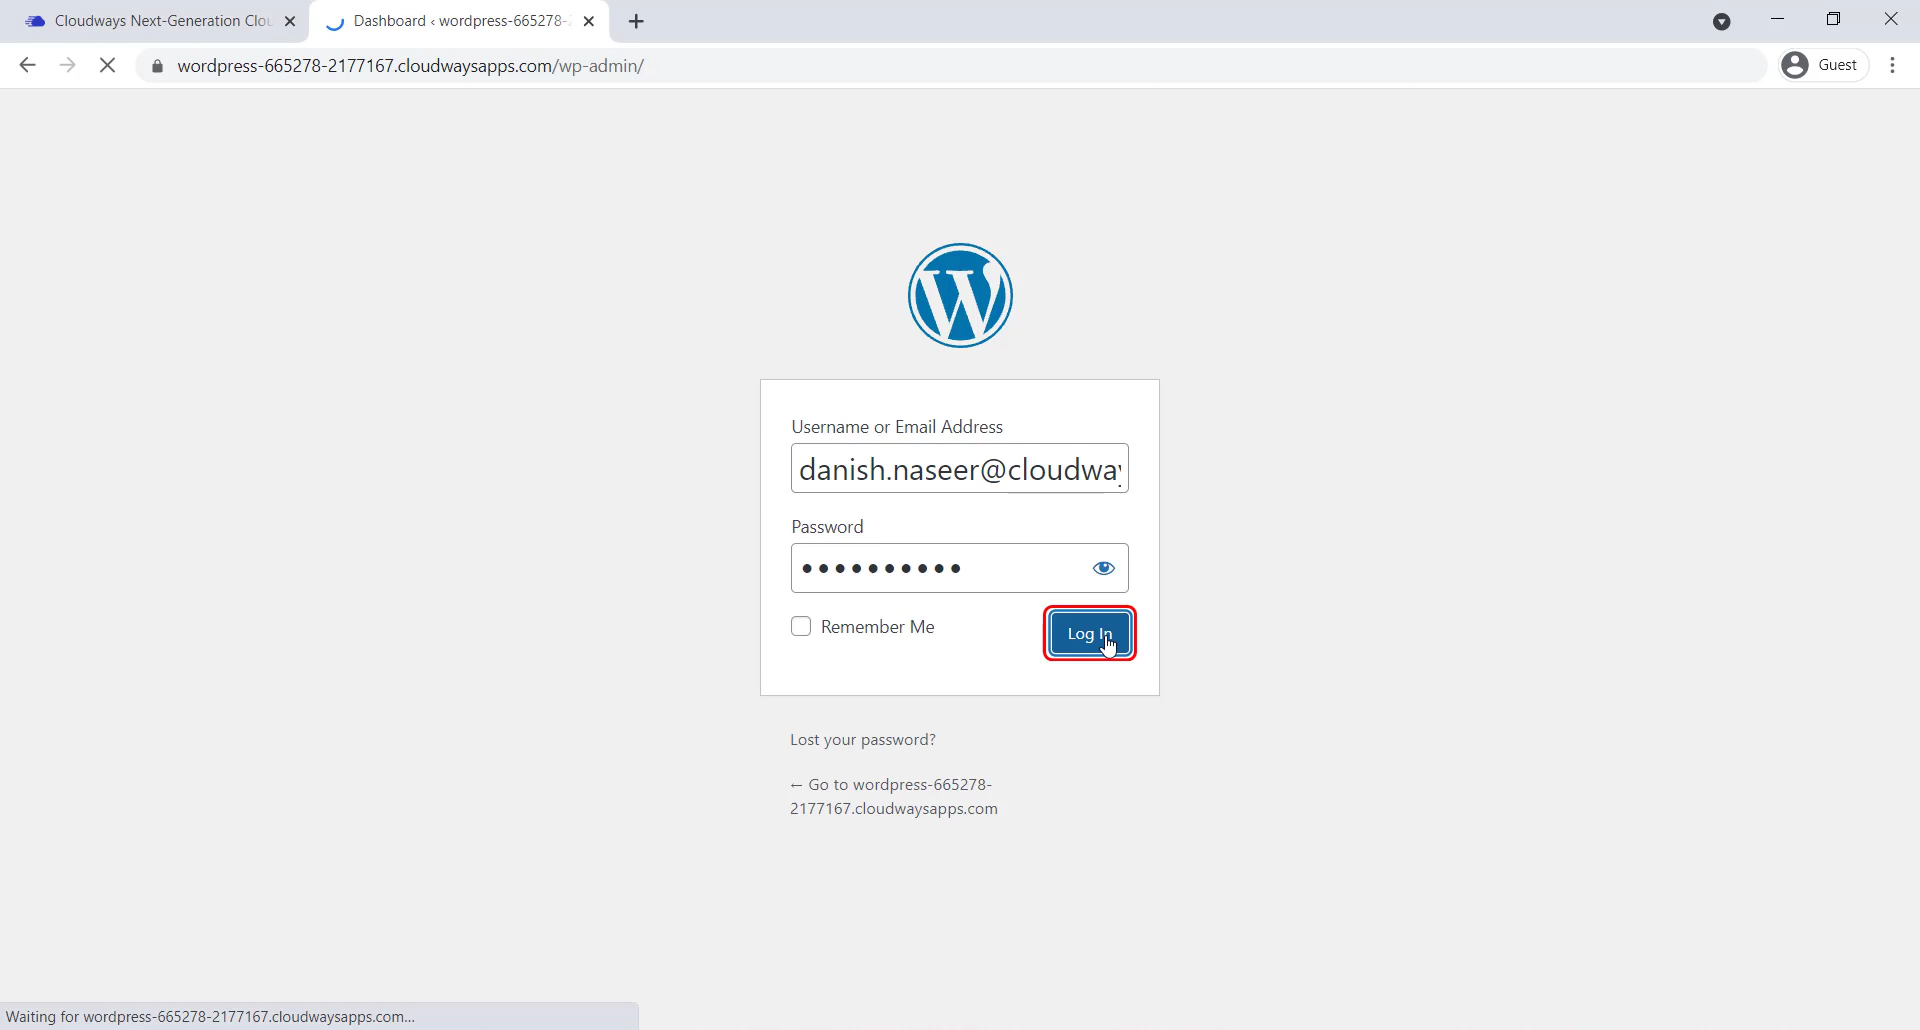 Cloudways Next-Generation Clou
Dashboard ‹ wordpress-665278-
wordpress-665278-2177167.cloudwaysapps.com/wp-admin/
Guest
Username or Email Address
danish.naseer@cloudway
Password
Remember Me
Log In
Lost your password?
← Go to wordpress-665278-
2177167.cloudwaysapps.com
Waiting for wordpress-665278-2177167.cloudwaysapps.com...